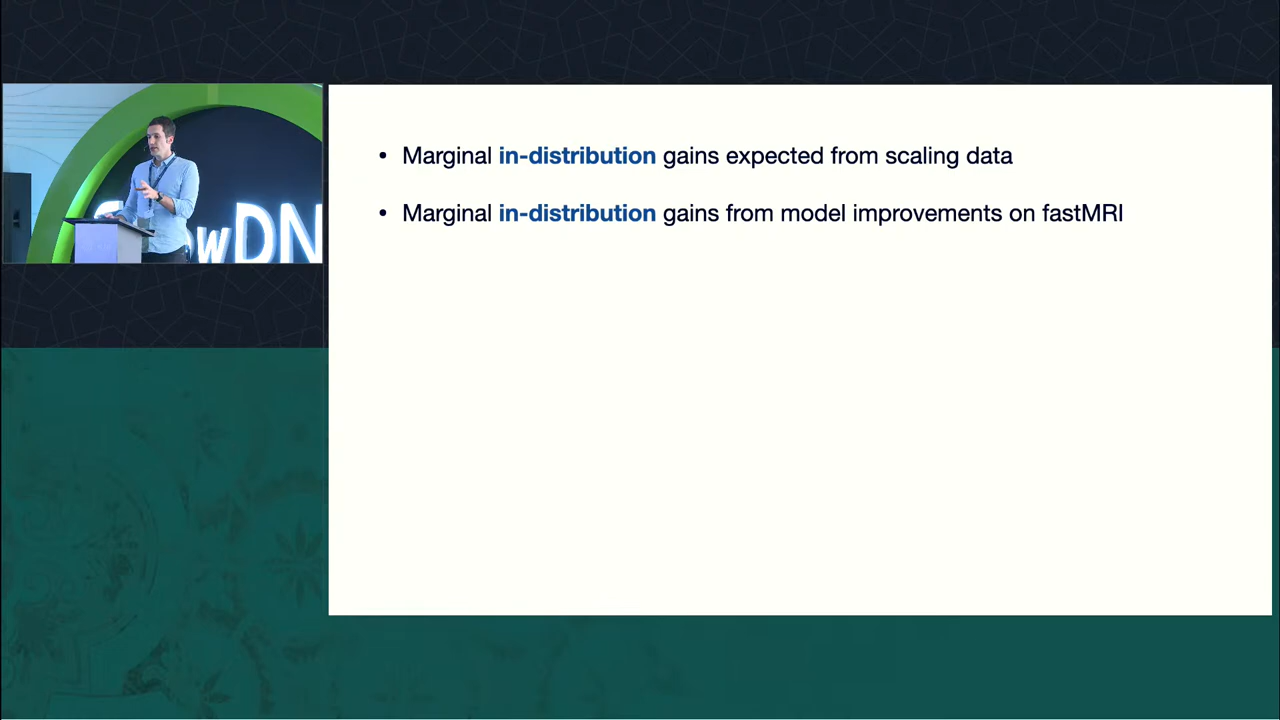 • Marginal in-distribution gains expected from scaling data
• Marginal in-distribution gains from model improvements on fastMRI